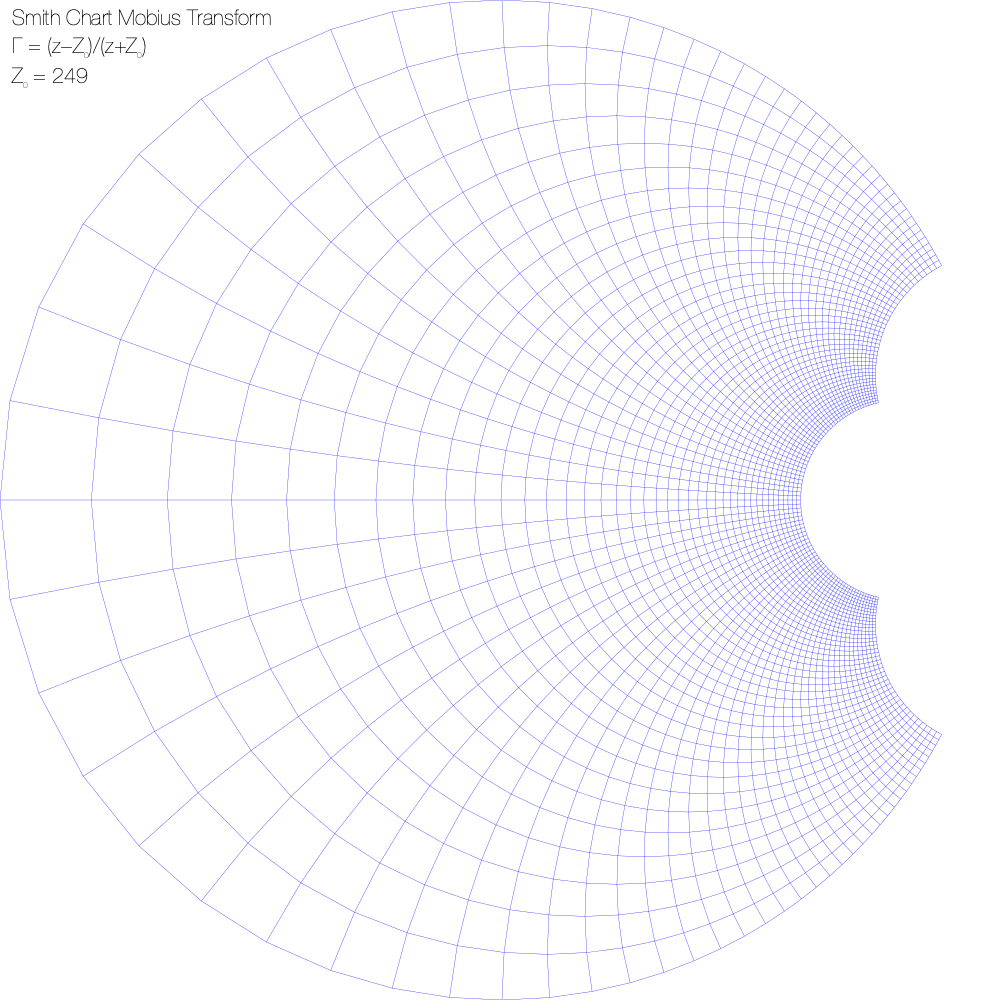 Smith Chart Mobius Transform
Γ = (z−Z₀)/(z+Z₀)
Z₀ = 249